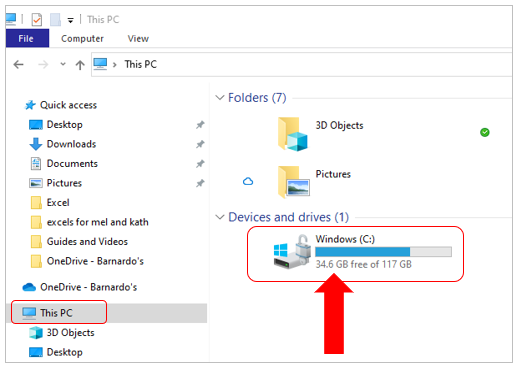 This PC
File
Computer
View
This PC
Quick access
Desktop
Downloads
Documents
Pictures
Excel
excels for mel and kath
Guides and Videos
OneDrive - Barnardo's
OneDrive - Barnardo's
This PC
3D Objects
Desktop
Folders (7)
3D Objects
Pictures
Devices and drives (1)
Windows (C:)
34.6 GB free of 117 GB